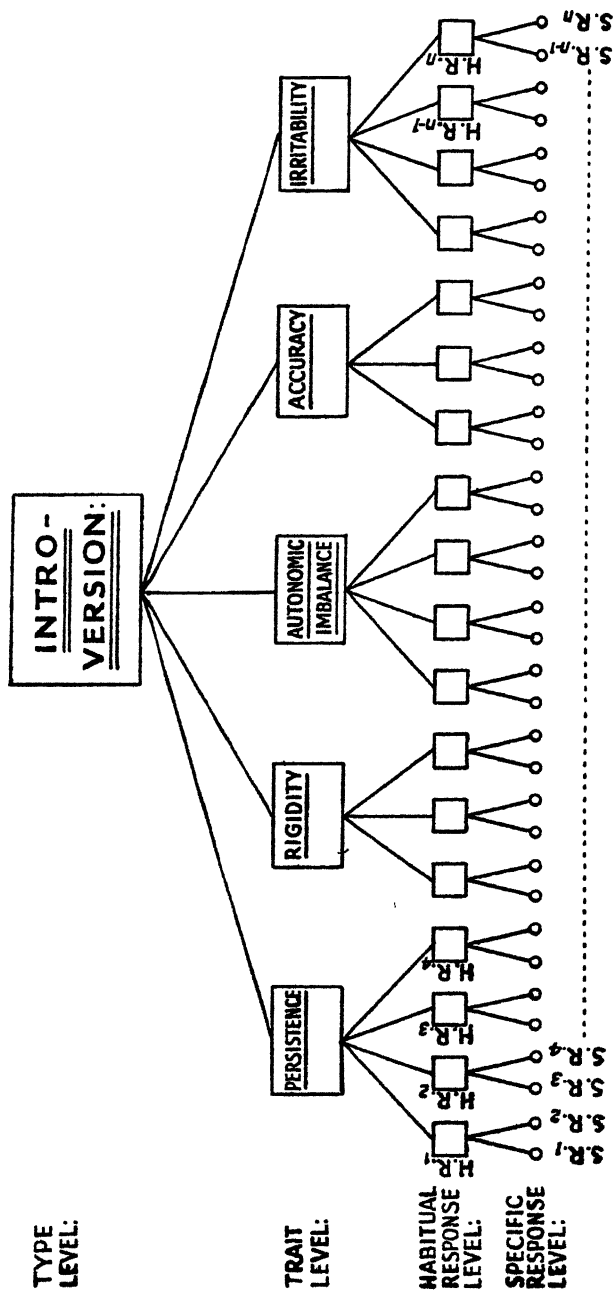 TYPE
LEVEL:
INTRO-
VERSION:
TRAIT
LEVEL:
PERSISTENCE
RIGIDITY
AUTONOMIC
IMBALANCE
ACCURACY
IRRITABILITY
HABITUAL
RESPONSE
LEVEL:
H.R.1
H.R.2
H.R.3
H.R.4
H.R.n-1
H.R.n
SPECIFIC
RESPONSE
LEVEL:
S.R.1
S.R.2
S.R.3
S.R.4
S.R.n-1
S.R.n